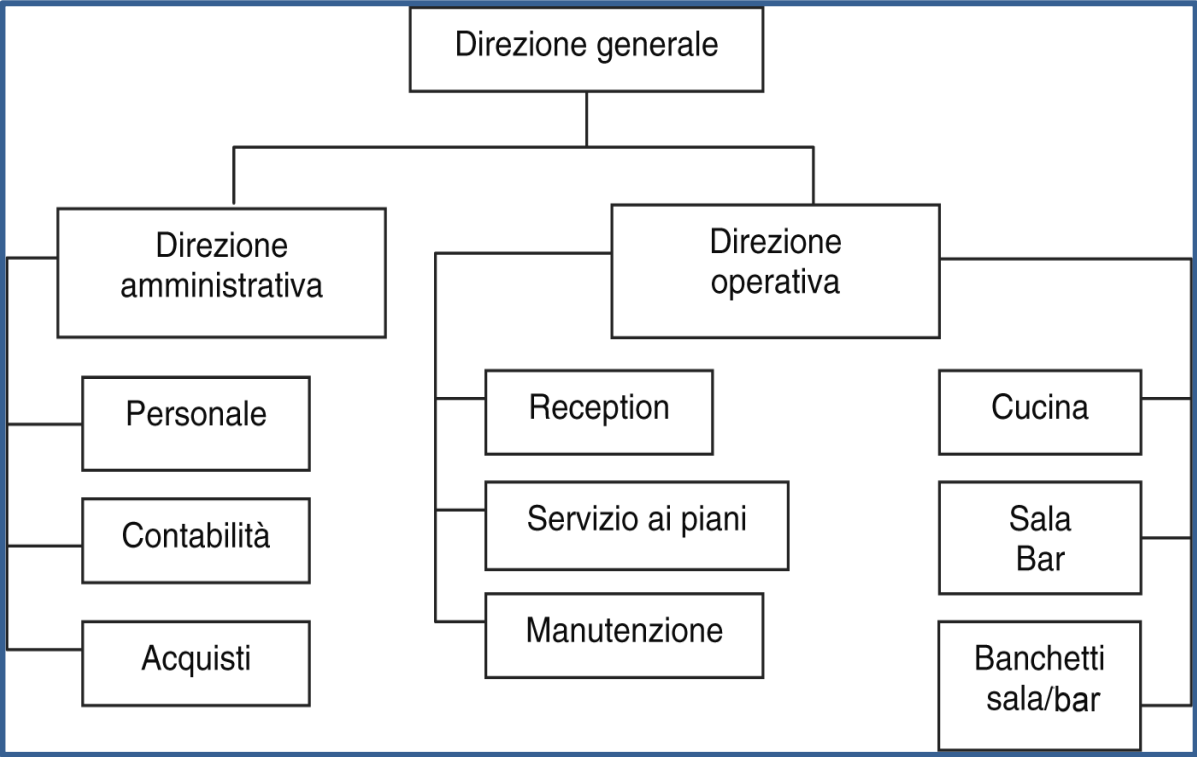 Direzione generale
Direzione
amministrativa
Direzione
operativa
Personale
Contabilità
Acquisti
Reception
Servizio ai piani
Manutenzione
Cucina
Sala
Bar
Banchetti
sala/bar